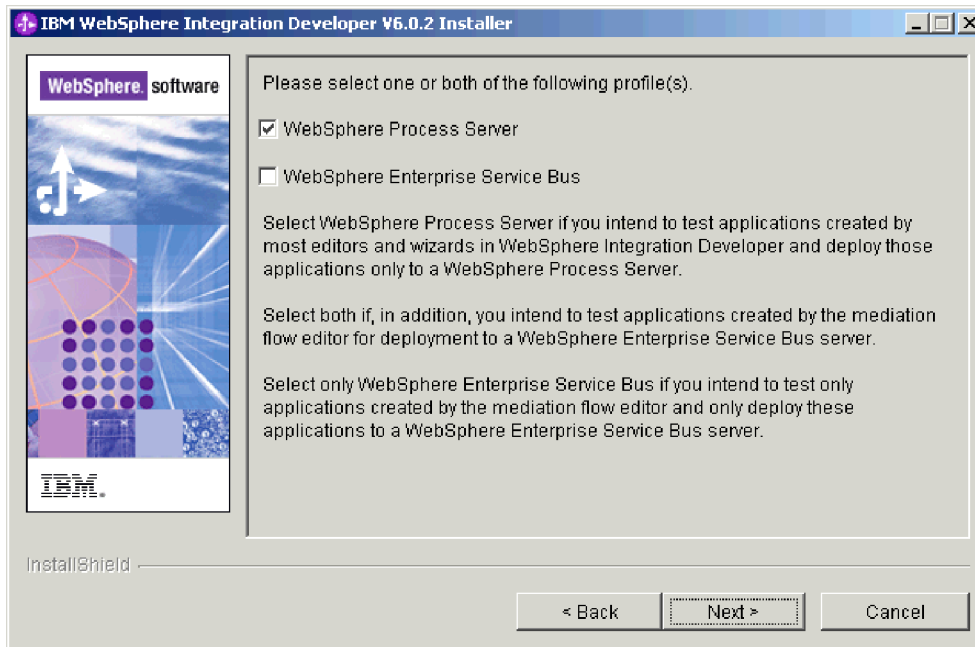 IBM WebSphere Integration Developer V6.0.2 Installer
WebSphere. software
Please select one or both of the following profile(s).
WebSphere Process Server
WebSphere Enterprise Service Bus
Select WebSphere Process Server if you intend to test applications created by
most editors and wizards in WebSphere Integration Developer and deploy those
applications only to a WebSphere Process Server.
Select both if, in addition, you intend to test applications created by the mediation
flow editor for deployment to a WebSphere Enterprise Service Bus server.
Select only WebSphere Enterprise Service Bus if you intend to test only
applications created by the mediation flow editor and only deploy these
applications to a WebSphere Enterprise Service Bus server.
IBM.
InstallShield
< Back
Next >
Cancel